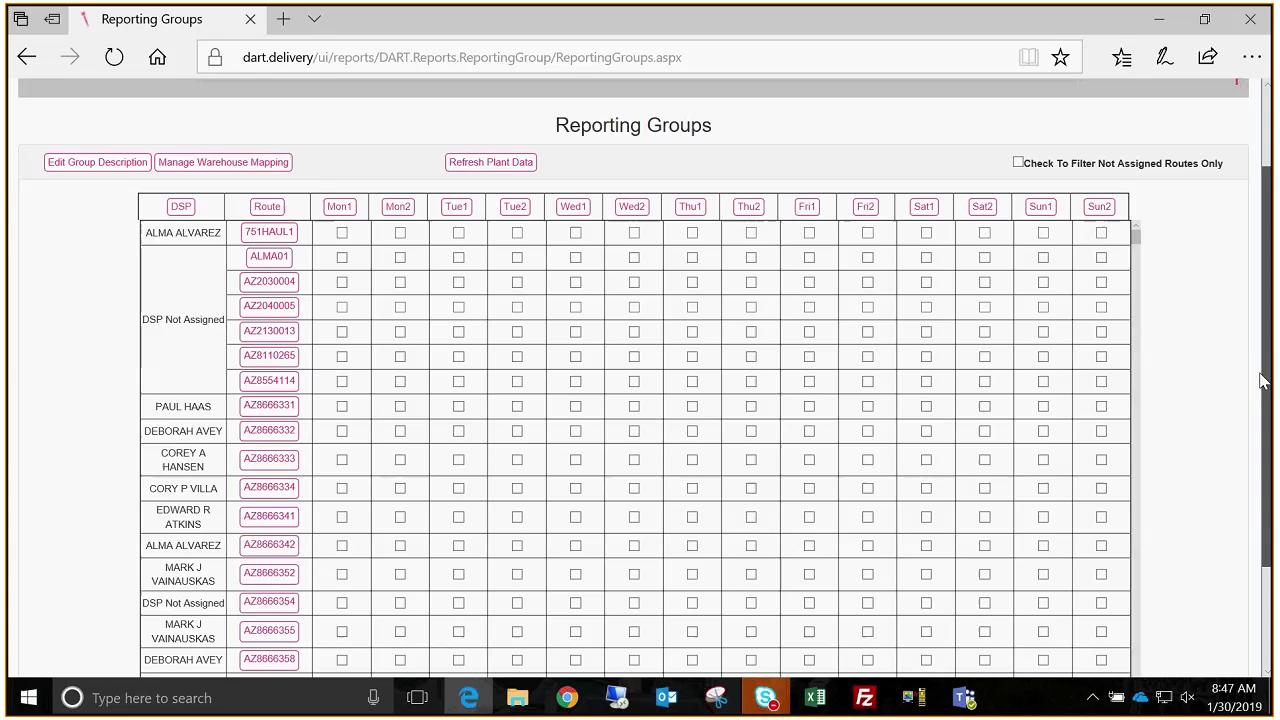 Reporting Groups
dart.delivery/ui/reports/DART.Reports.ReportingGroup/ReportingGroups.aspx
Reporting Groups
Edit Group Description Manage Warehouse Mapping Refresh Plant Data Check To Filter Not Assigned Routes Only
DSP Route Mon1 Mon2 Tue1 Tue2 Wed1 Wed2 Thu1 Thu2 Fri1 Fri2 Sat1 Sat2 Sun1 Sun2
ALMA ALVAREZ 751HAUL1
ALMA01
AZ2030004
AZ2040005
DSP Not Assigned
AZ2130013
AZ8110265
AZ8554114
PAUL HAAS AZ8666331
DEBORAH AVEY AZ8666332
COREY A
HANSEN AZ8666333
CORY P VILLA AZ8666334
EDWARD R
ATKINS AZ8666341
ALMA ALVAREZ AZ8666342
MARK J
VAINAUSKAS AZ8666352
DSP Not Assigned AZ8666354
MARK J
VAINAUSKAS AZ8666355
DEBORAH AVEY AZ8666358
Type here to search
8:47 AM
1/30/2019